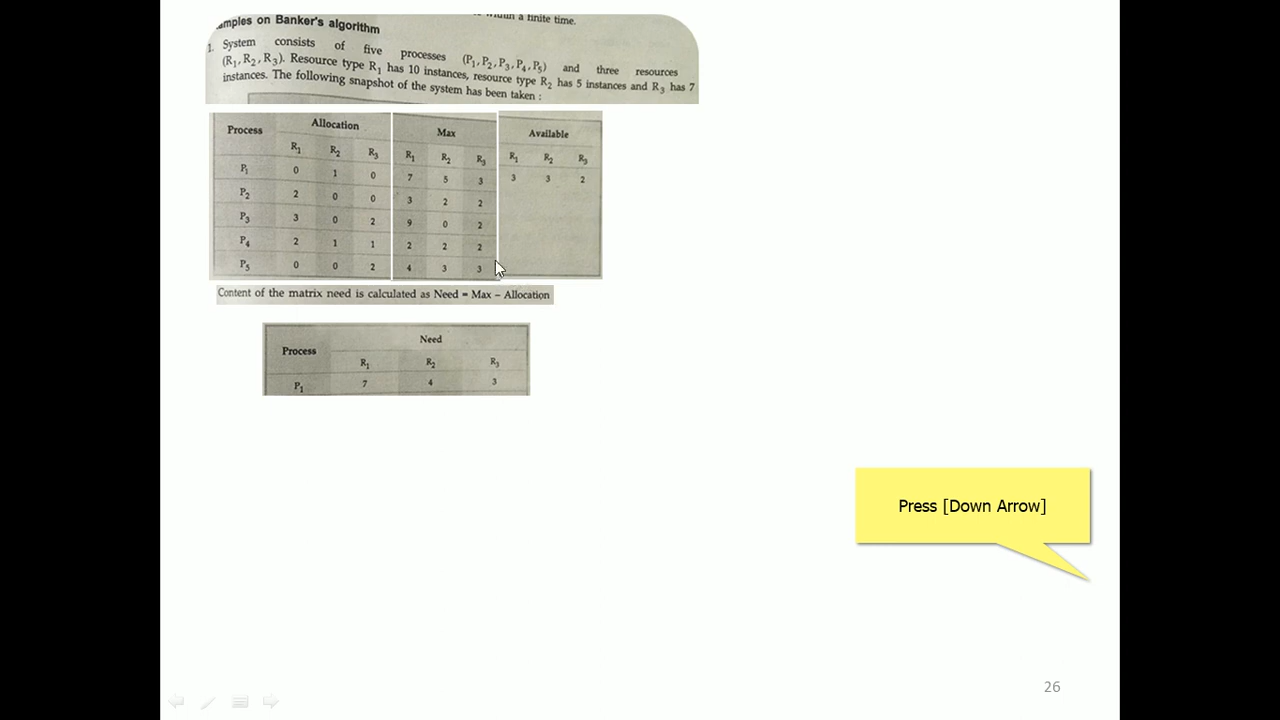 within a finite time.
amples on Banker's algorithm
1. System consists of five processes (P1, P2, P3, P4, P5) and three resources
(R1, R2, R3). Resource type R1 has 10 instances, resource type R2 has 5 instances and R3 has 7
instances. The following snapshot of the system has been taken :
Process Allocation Max Available
R1 R2 R3 R1 R2 R3 R1 R2 R3
P1 0 1 0 7 5 3 3 3 2
P2 2 0 0 3 2 2
P3 3 0 2 9 0 2
P4 2 1 1 2 2 2
P5 0 0 2 4 3 3
Content of the matrix need is calculated as Need = Max − Allocation
Process Need
R1 R2 R3
P1 7 4 3
Press [Down Arrow]
26